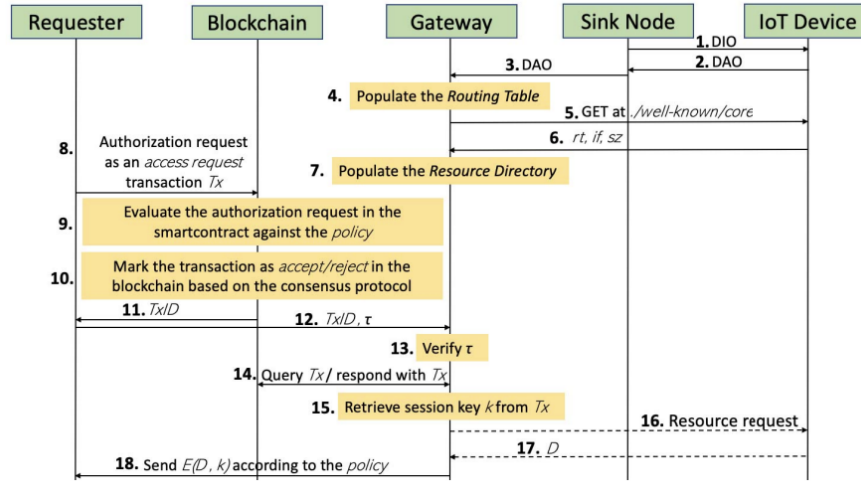 Requester Blockchain Gateway Sink Node IoT Device
1. DIO
2. DAO
3. DAO
4. Populate the Routing Table
5. GET at ./well-known/core
6. rt, if, sz
7. Populate the Resource Directory
8. Authorization request
as an access request
transaction Tx
9. Evaluate the authorization request in the
smartcontract against the policy
10. Mark the transaction as accept/reject in the
blockchain based on the consensus protocol
11. TxID
12. TxID, τ
13. Verify τ
14. Query Tx / respond with Tx
15. Retrieve session key k from Tx
16. Resource request
17. D
18. Send E(D, k) according to the policy